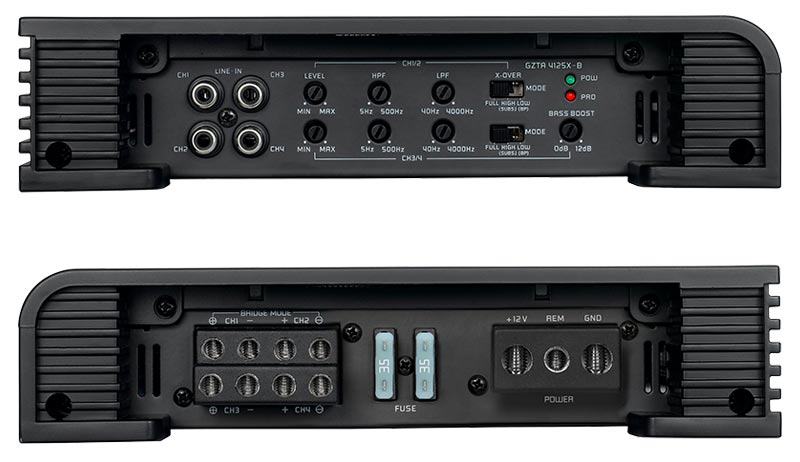 CH1/2
CH1 LINE-IN CH3 LEVEL HPF LPF X-OVER GZTA 4125X-B
POW
MODE
PRO
MIN MAX 5Hz 500Hz 40Hz 4000Hz FULL HIGH LOW
(SUBS) (BP)
BASS BOOST
MODE
CH2 CH4 MIN MAX 5Hz 500Hz 40Hz 4000Hz FULL HIGH LOW 0dB 12dB
(SUBS) (BP)
CH3/4
BRIDGE MODE
⊕ CH1 − + CH2 ⊖ +12V REM GND
35 35
⊕ CH3 − + CH4 ⊖ FUSE POWER